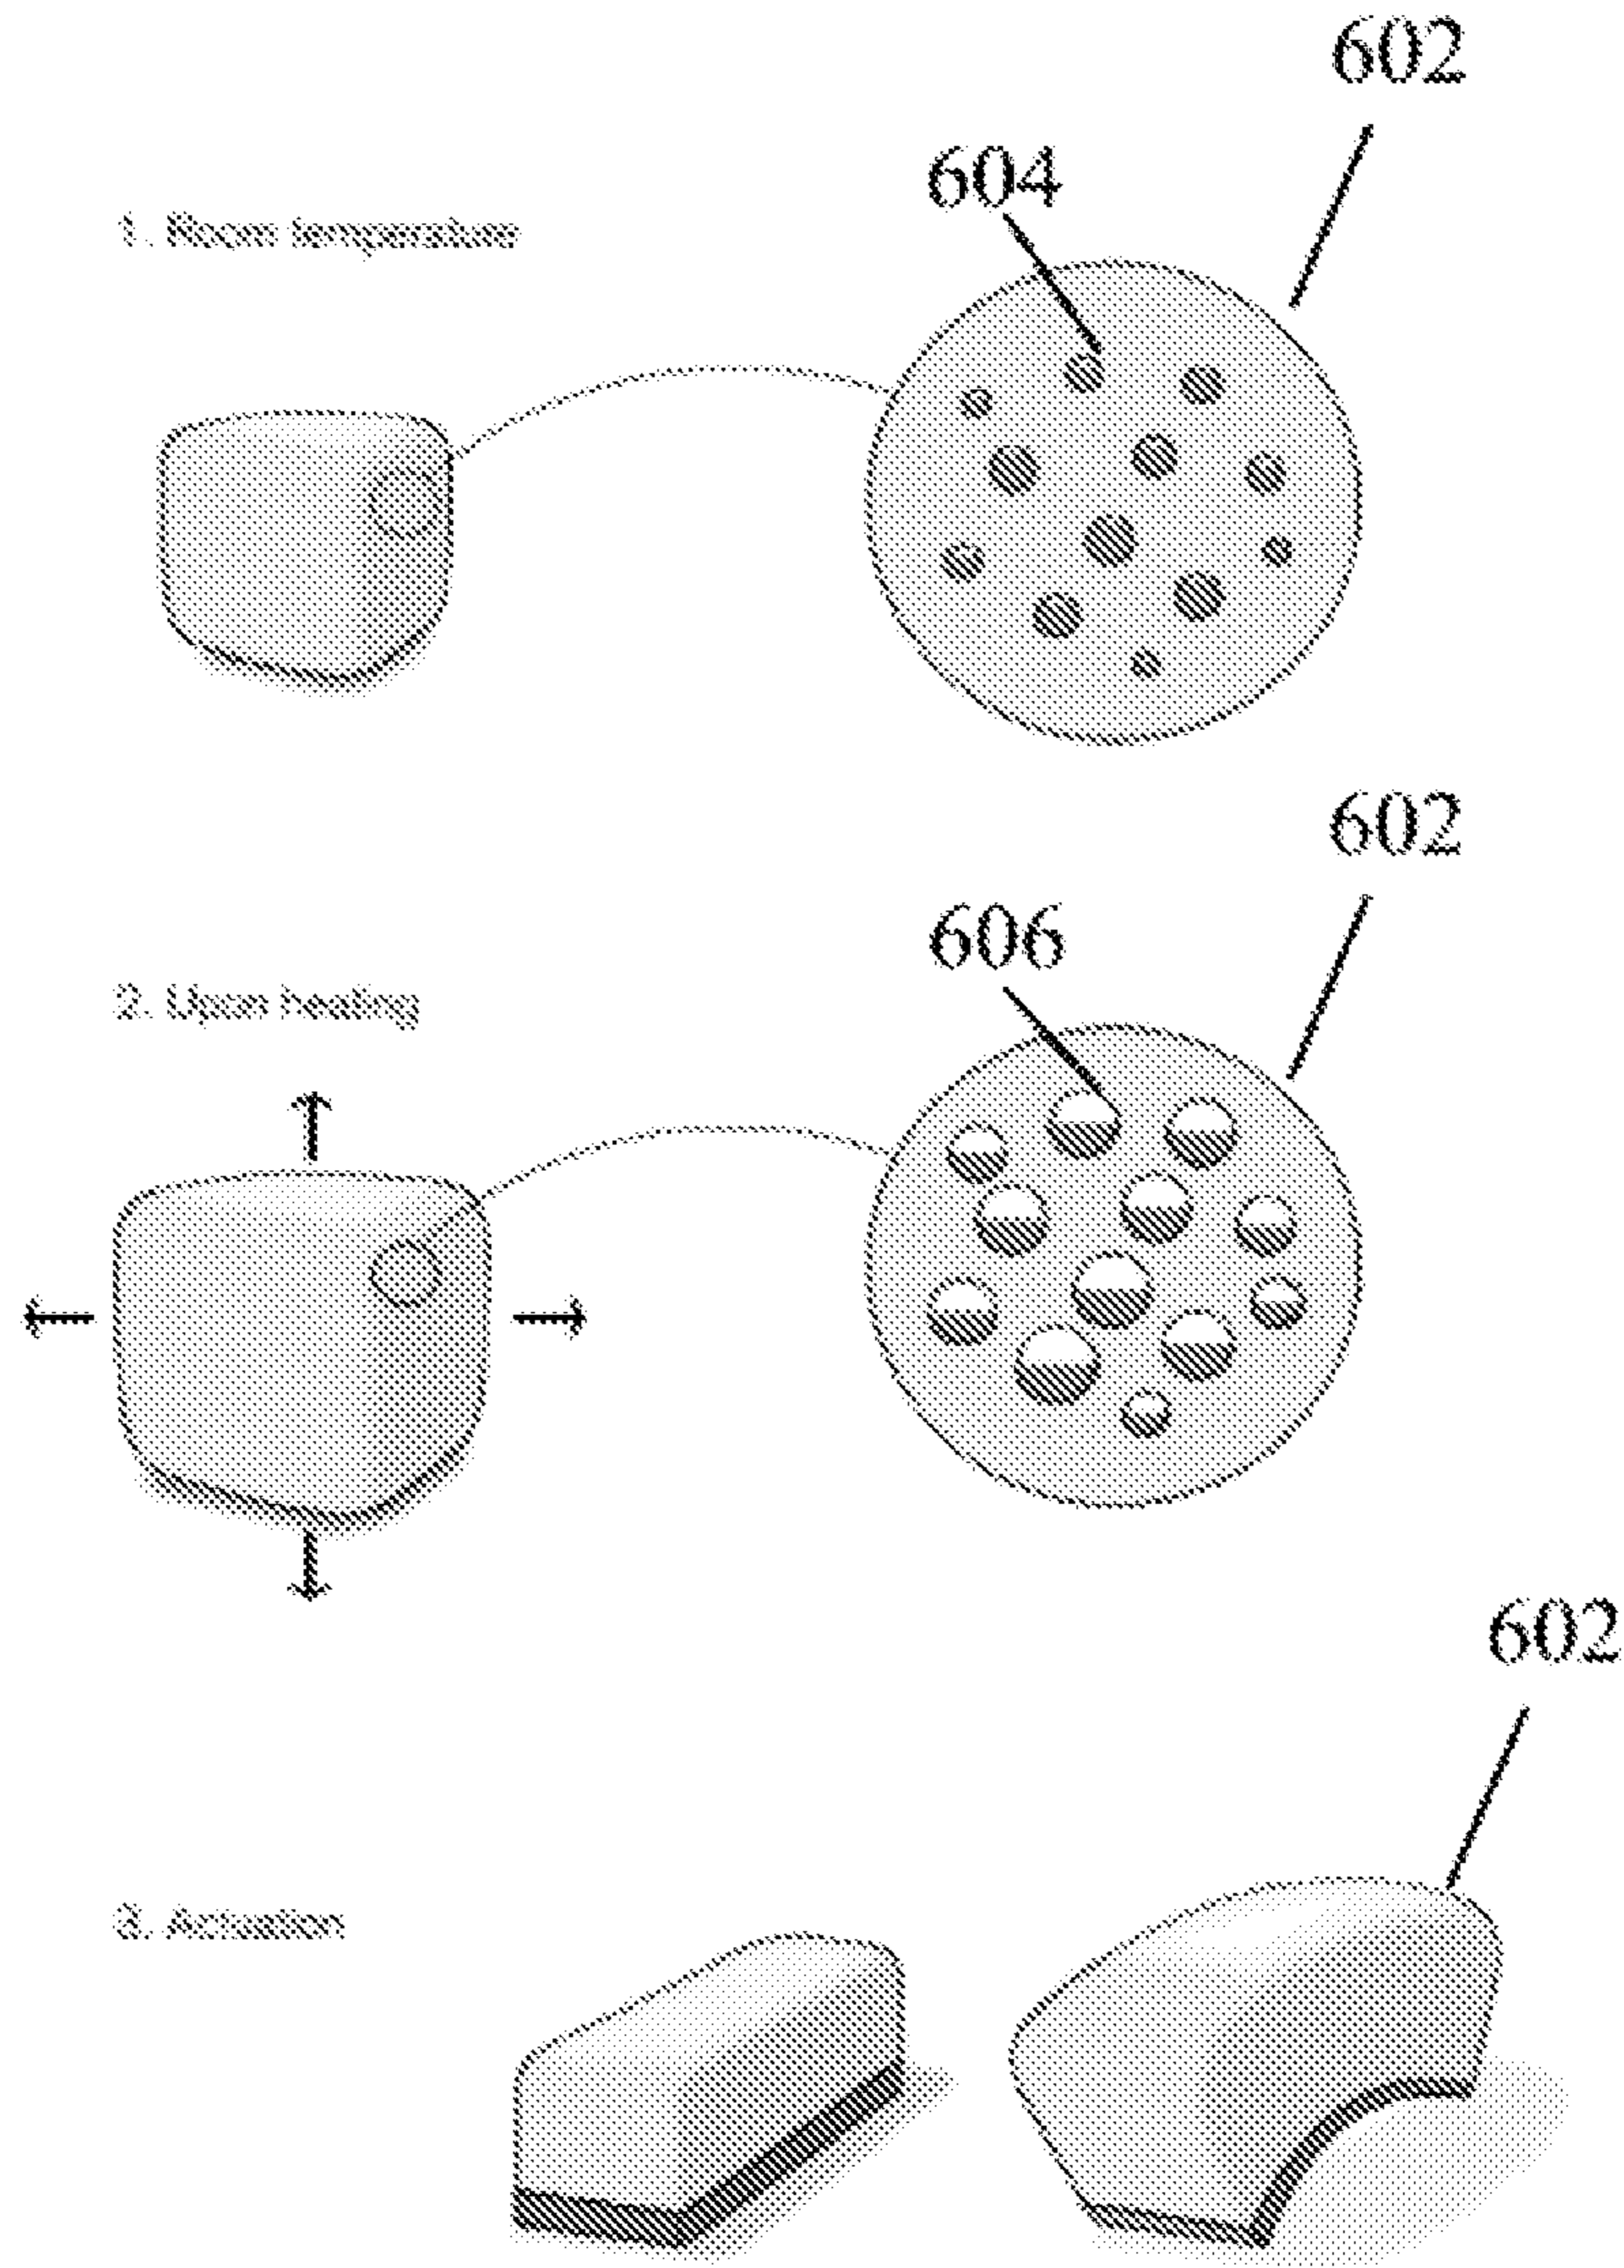 602
604
1. Room temperature
602
606
2. Upon heating
602
3. Actuation